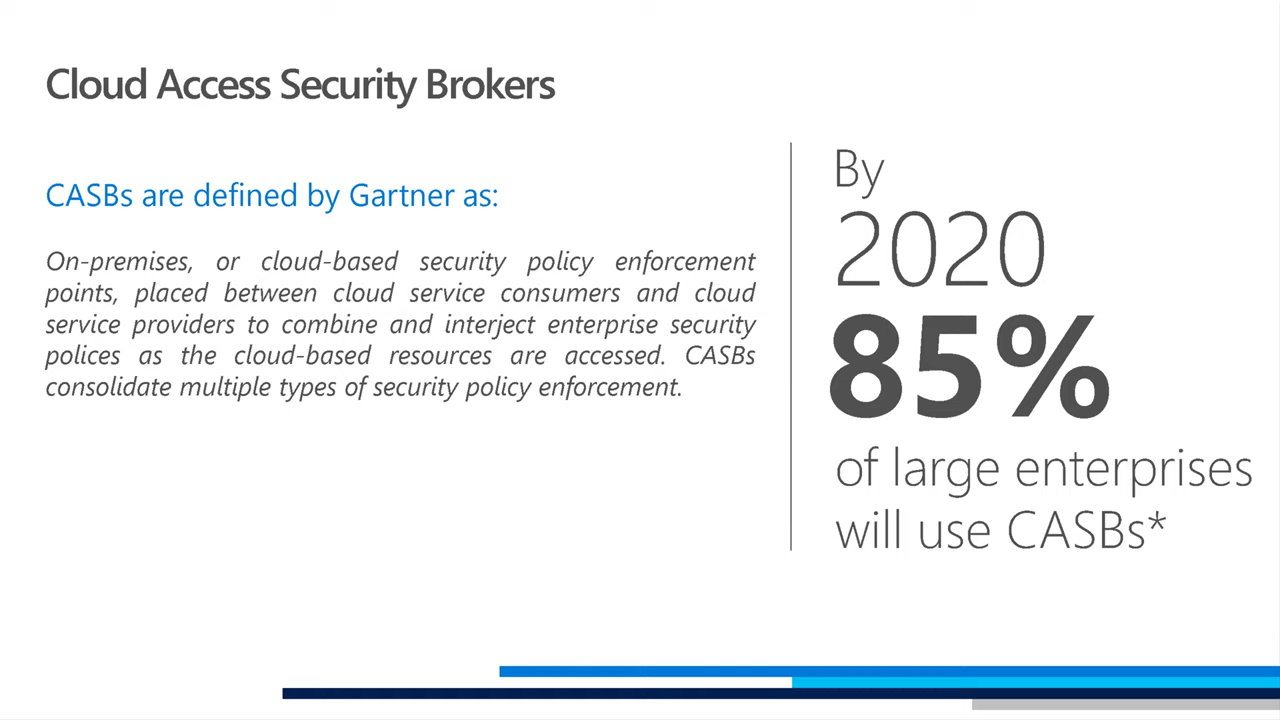 Cloud Access Security Brokers
CASBs are defined by Gartner as:
On-premises, or cloud-based security policy enforcement
points, placed between cloud service consumers and cloud
service providers to combine and interject enterprise security
polices as the cloud-based resources are accessed. CASBs
consolidate multiple types of security policy enforcement.
By
2020
85%
of large enterprises
will use CASBs*